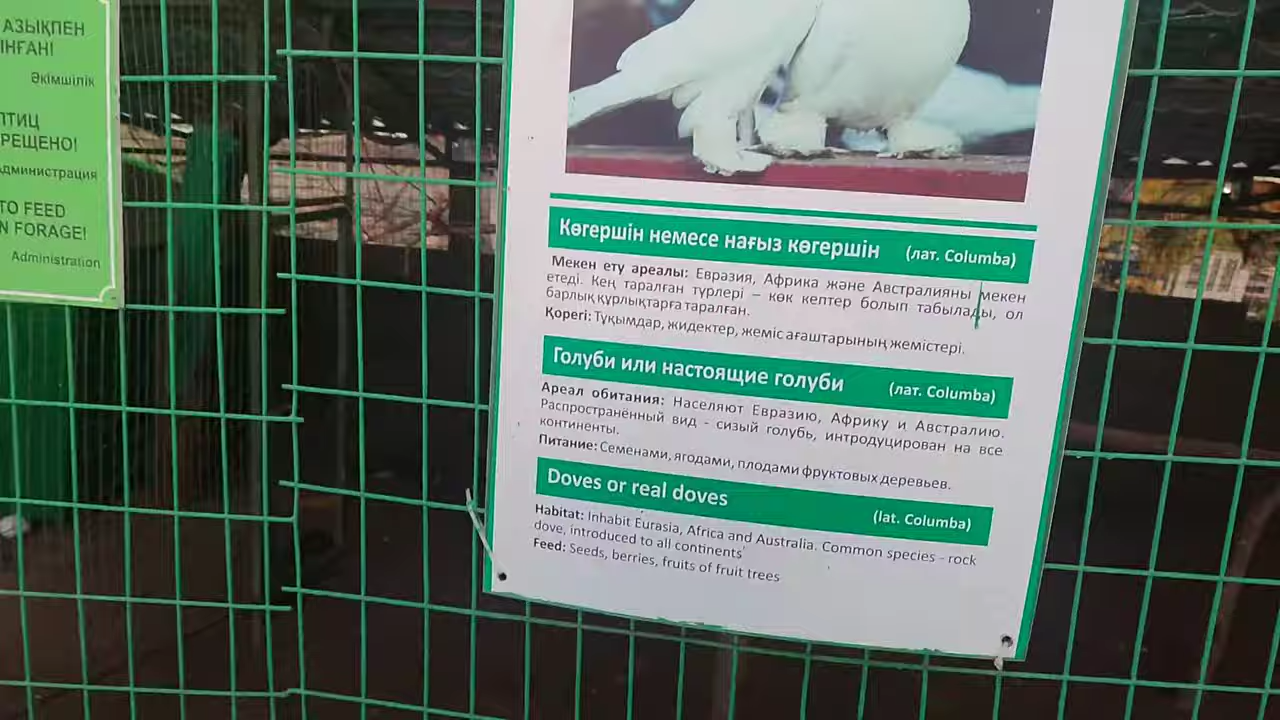 АЗЫҚПЕН
ІНҒАН!
Әкімшілік
ПТИЦ
РЕЩЕНО!
дминистрация
TO FEED
N FORAGE!
Administration
Көгершін немесе нағыз көгершін (лат. Columba)
Мекен ету ареалы: Евразия, Африка және Австралияны мекен
етеді. Кең таралған түрлері – көк кептер болып табылады, ол
барлық құрлықтарға таралған.
Қорегі: Тұқымдар, жидектер, жеміс ағаштарының жемістері.
Голуби или настоящие голуби (лат. Columba)
Ареал обитания: Населяют Евразию, Африку и Австралию.
Распространённый вид - сизый голубь, интродуцирован на все
континенты.
Питание: Семенами, ягодами, плодами фруктовых деревьев.
Doves or real doves (lat. Columba)
Habitat: Inhabit Eurasia, Africa and Australia. Common species - rock
dove, introduced to all continents
Feed: Seeds, berries, fruits of fruit trees